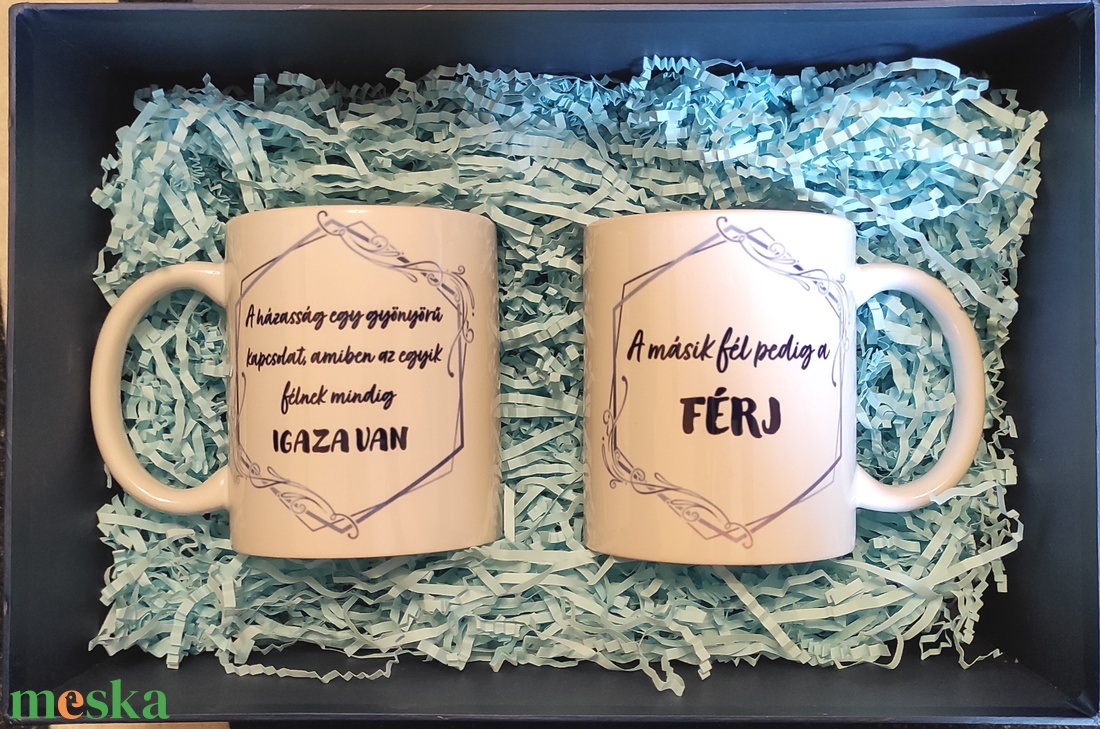 A házasság egy gyönyörű
kapcsolat, amiben az egyik
félnek mindig
IGAZA VAN
A másik fél pedig a
FÉRJ
meska